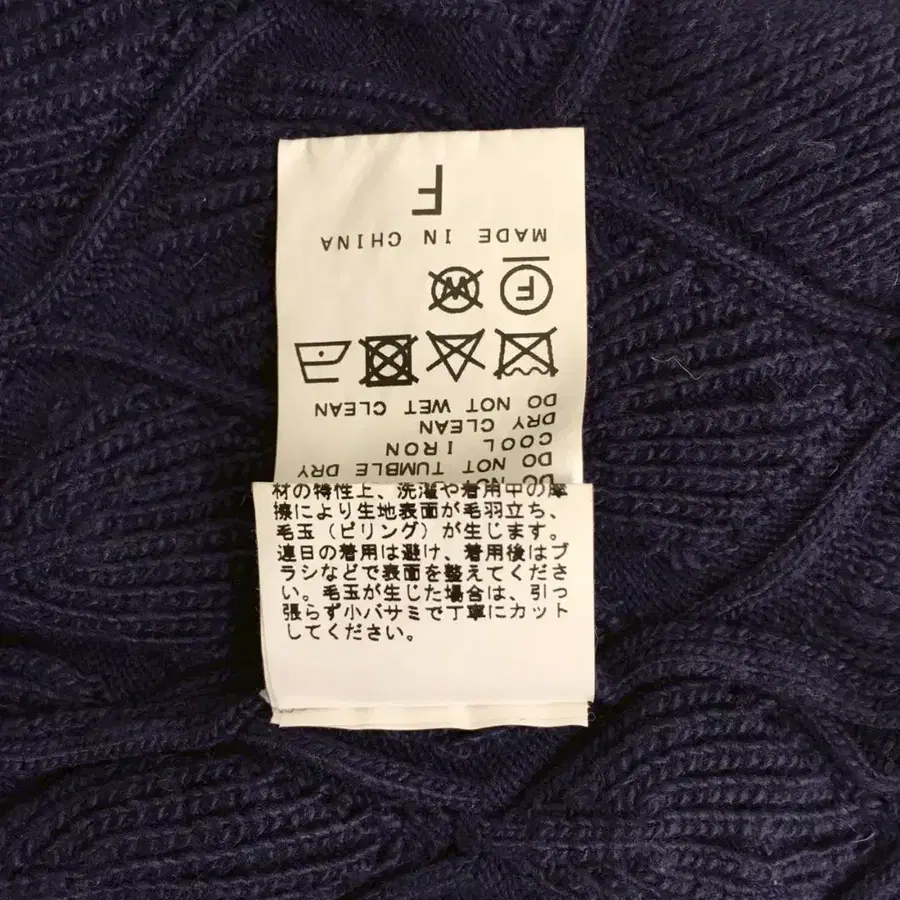 DO NOT
DO NOT TUMBLE DRY
COOL IRON
DRY CLEAN
DO NOT WET CLEAN
F W
MADE IN CHINA
F
材の特性上、洗濯や着用中の摩
擦により生地表面が毛羽立ち、
毛玉（ピリング）が生じます。
連日の着用は避け、着用後はブ
ラシなどで表面を整えてくださ
い。毛玉が生じた場合は、引っ
張らず小バサミで丁寧にカット
してください。